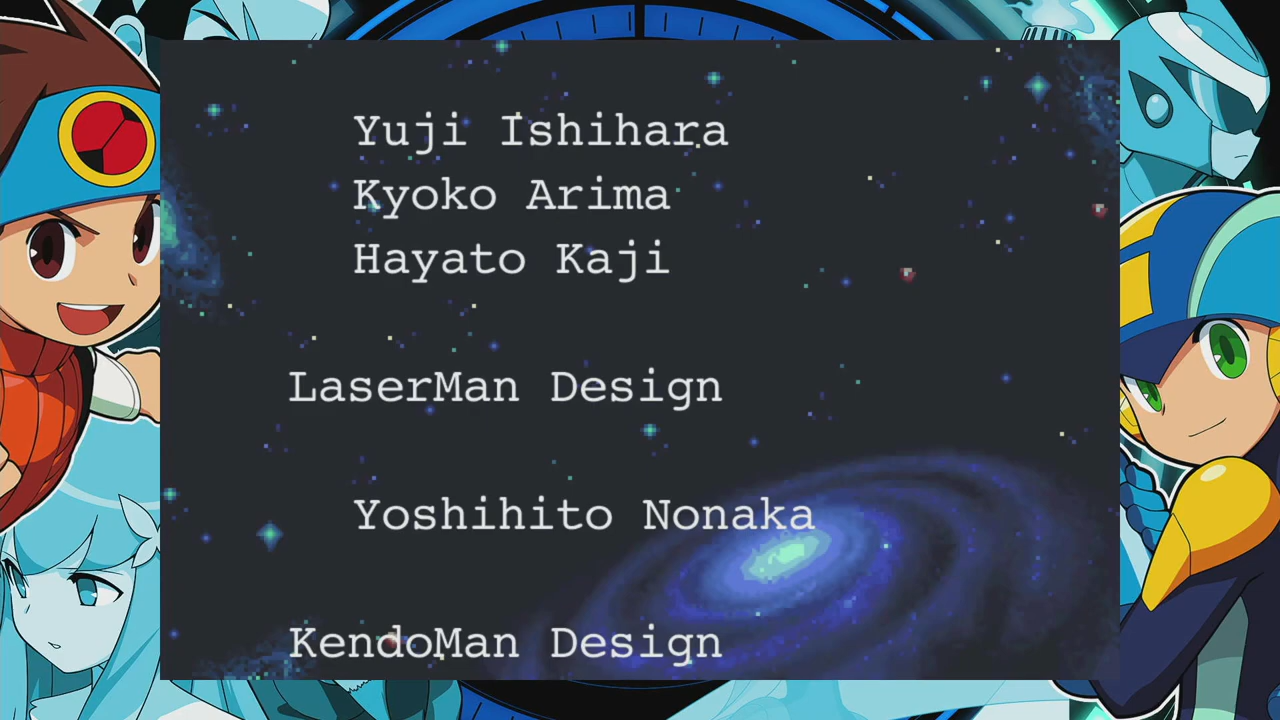 Yuji Ishihara
Kyoko Arima
Hayato Kaji
LaserMan Design
Yoshihito Nonaka
KendoMan Design